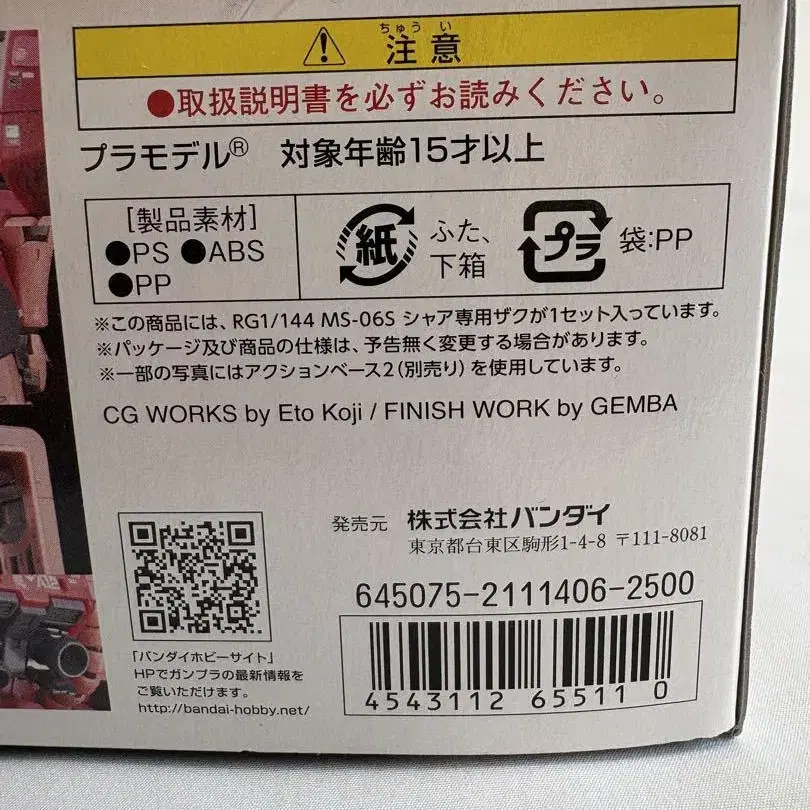 ちゅうい
⚠注意
●取扱説明書を必ずお読みください。
プラモデル® 対象年齢15才以上
[製品素材]
●PS ●ABS
●PP
紙 ふた、
下箱
プラ 袋:PP
※この商品には、RG1/144 MS-06S シャア専用ザクが1セット入っています。
※パッケージ及び商品の仕様は、予告無く変更する場合があります。
※一部の写真にはアクションベース2(別売り)を使用しています。
CG WORKS by Eto Koji / FINISH WORK by GEMBA
発売元 株式会社バンダイ
東京都台東区駒形1-4-8 〒111-8081
645075-2111406-2500
4543112 655110
「バンダイホビーサイト」
HPでガンプラの最新情報を
ご覧いただけます。
http://bandai-hobby.net/